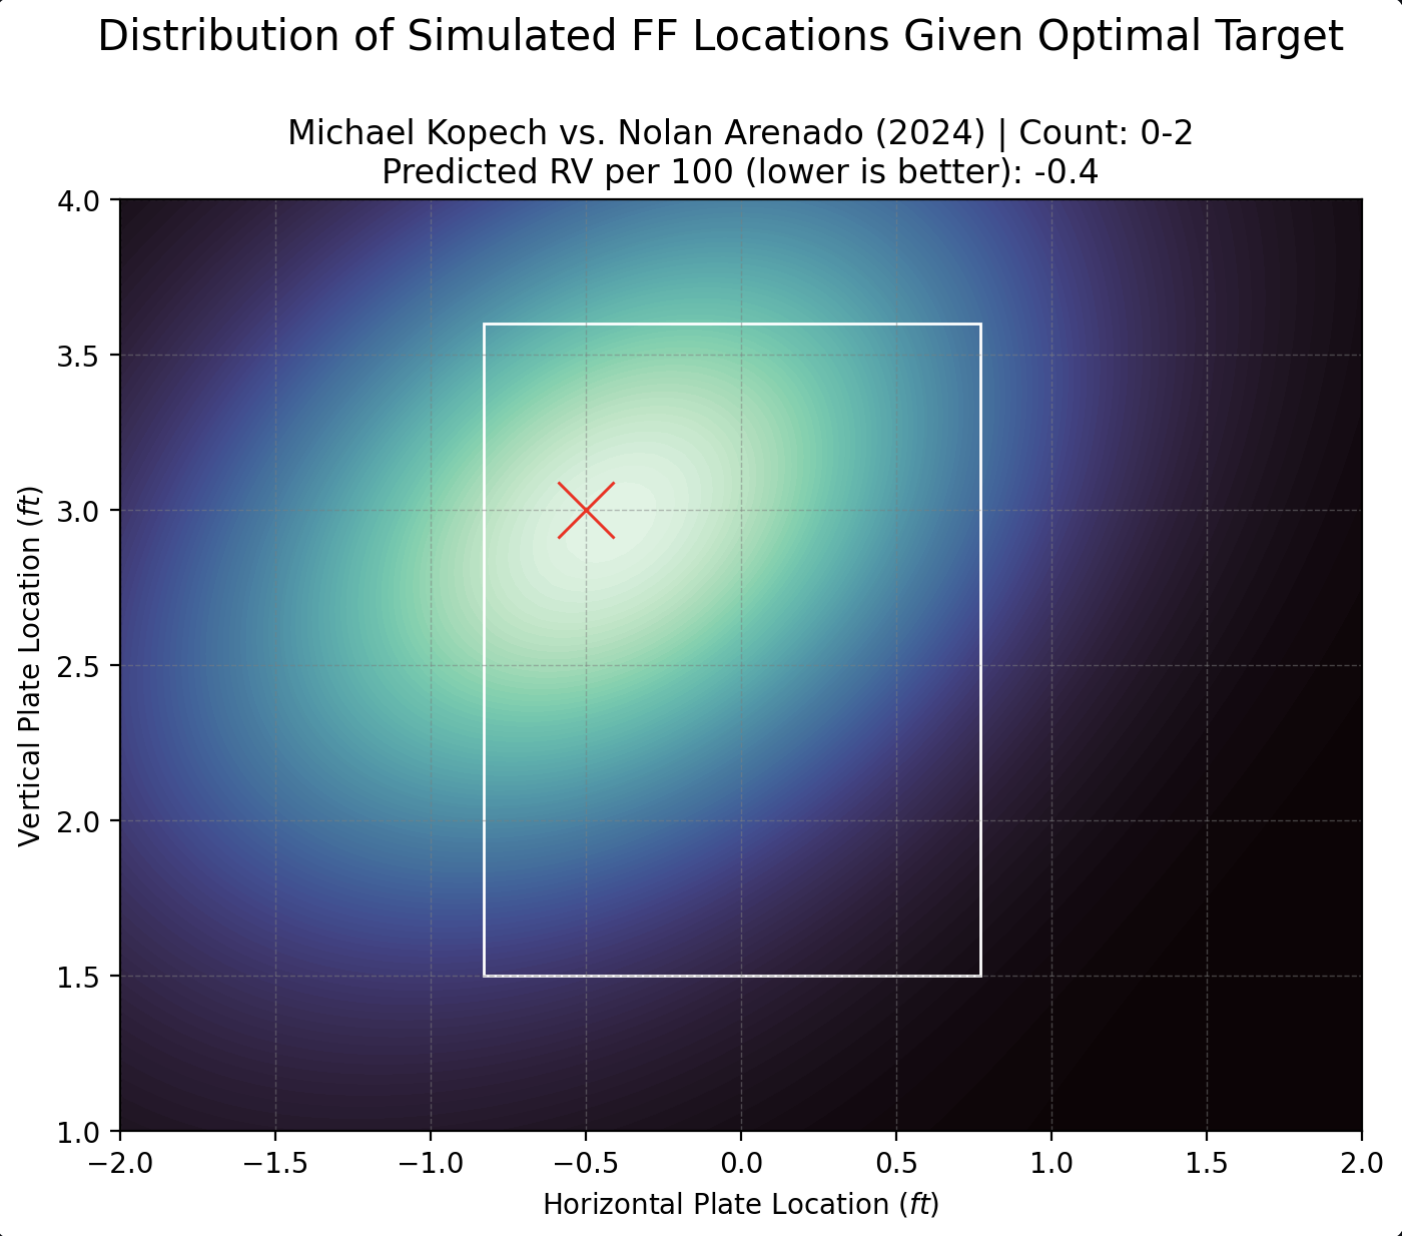 Distribution of Simulated FF Locations Given Optimal Target
Michael Kopech vs. Nolan Arenado (2024) | Count: 0-2
Predicted RV per 100 (lower is better): -0.4
4.0
3.5
3.0
2.5
2.0
1.5
1.0
Vertical Plate Location (ft)
−2.0 −1.5 −1.0 −0.5 0.0 0.5 1.0 1.5 2.0
Horizontal Plate Location (ft)